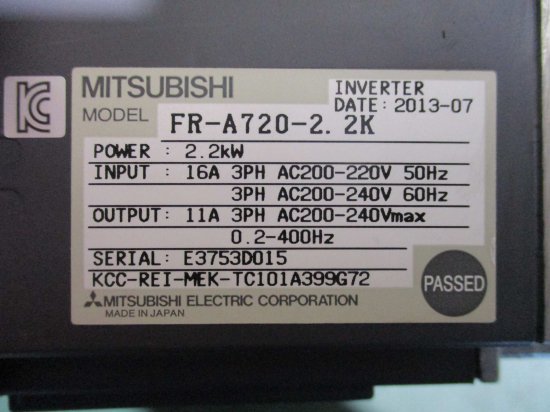 MITSUBISHI
INVERTER
DATE: 2013-07
MODEL FR-A720-2.2K
POWER : 2.2kW
INPUT : 16A 3PH AC200-220V 50Hz
3PH AC200-240V 60Hz
OUTPUT: 11A 3PH AC200-240Vmax
0.2-400Hz
SERIAL: E3753D015
KCC-REI-MEK-TC101A399G72
MITSUBISHI ELECTRIC CORPORATION
MADE IN JAPAN
PASSED